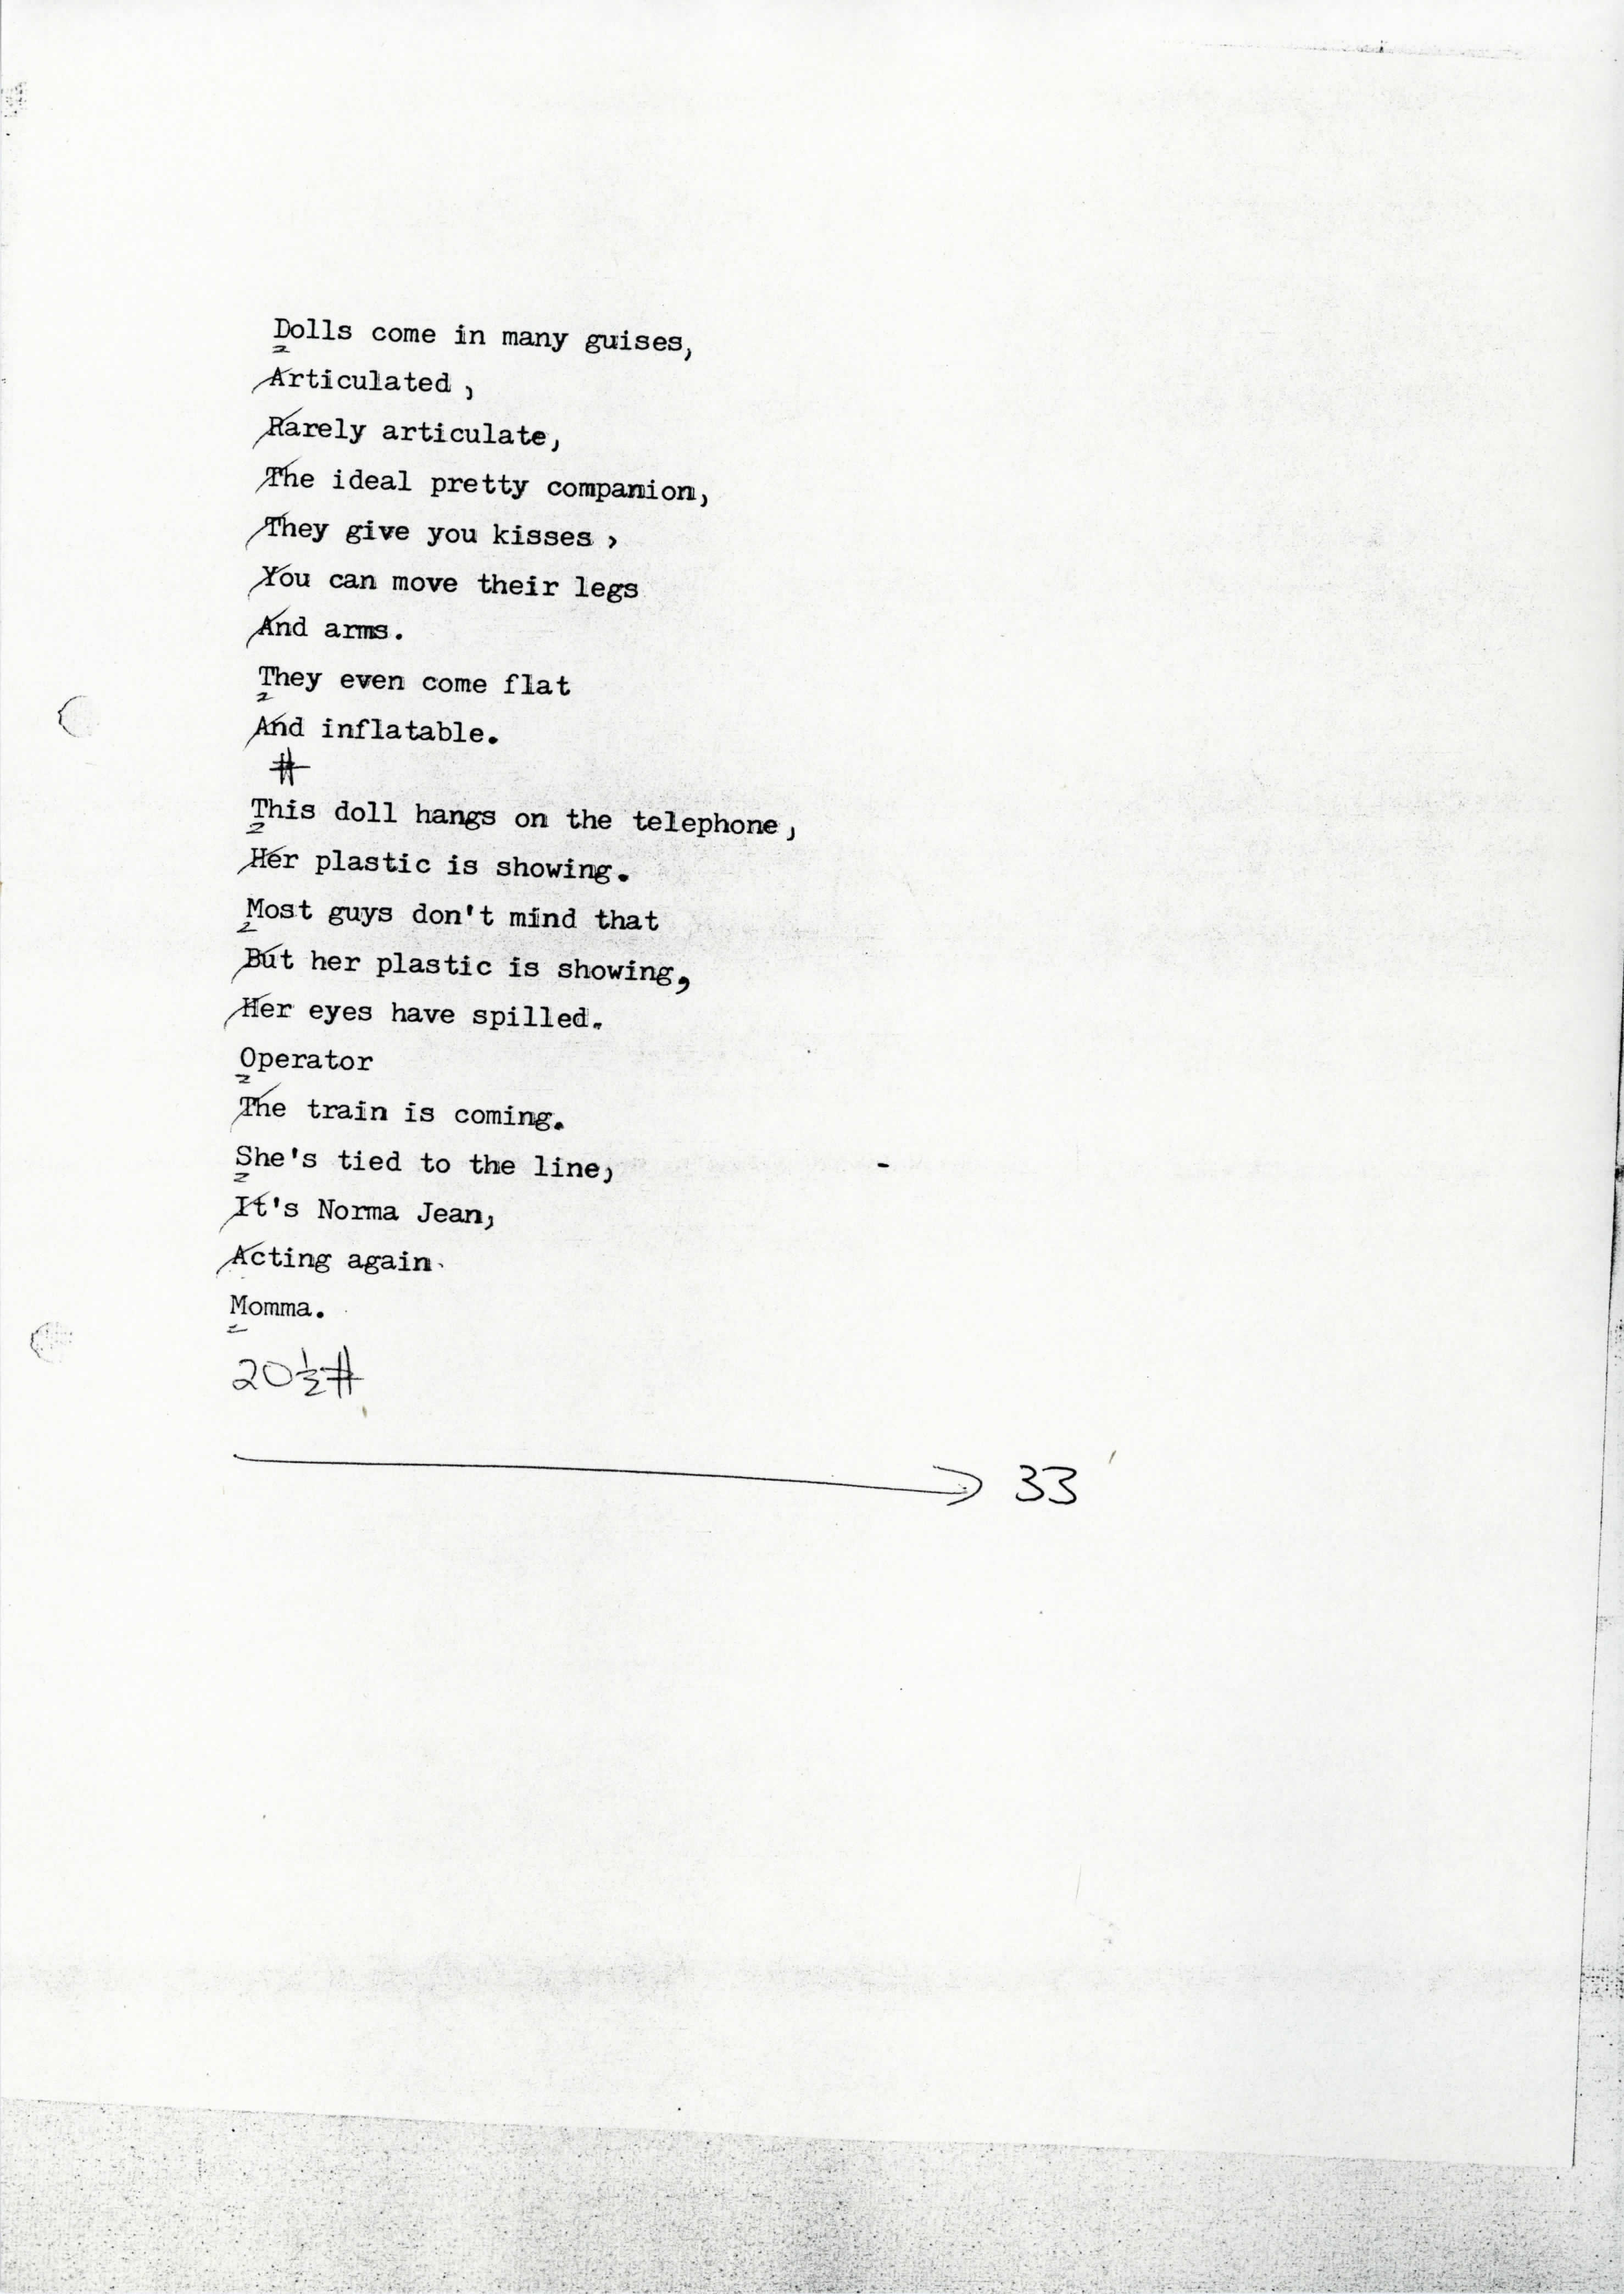 Dolls come in many guises,
Articulated,
Rarely articulate,
The ideal pretty companion,
They give you kisses,
You can move their legs
And arms.
They even come flat
And inflatable.
#
This doll hangs on the telephone,
Her plastic is showing.
Most guys don't mind that
But her plastic is showing,
Her eyes have spilled.
Operator
The train is coming.
She's tied to the line,
It's Norma Jean,
Acting again.
Momma.
20½#
33